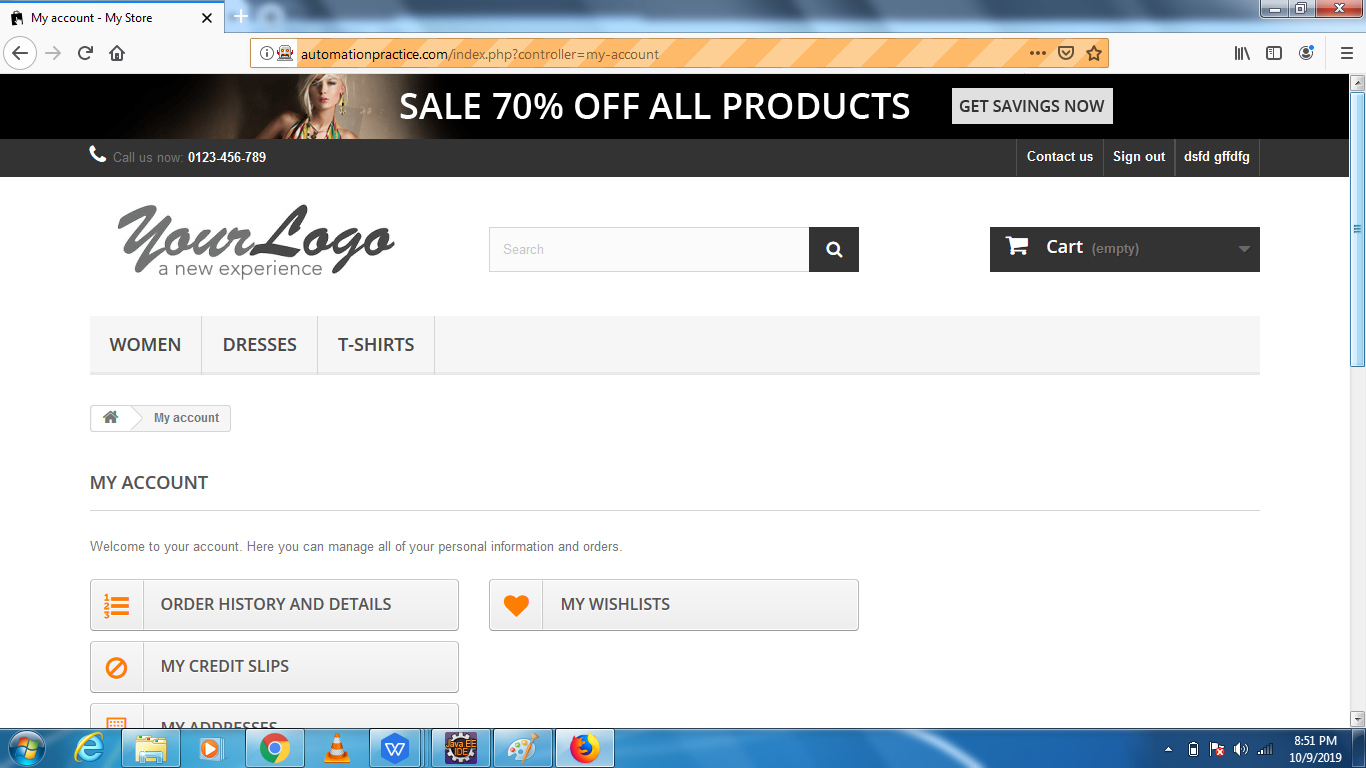 My account - My Store
automationpractice.com/index.php?controller=my-account
SALE 70% OFF ALL PRODUCTS
GET SAVINGS NOW
Call us now: 0123-456-789
Contact us
Sign out
dsfd gffdfg
YourLogo
a new experience
Search
Cart (empty)
WOMEN
DRESSES
T-SHIRTS
My account
MY ACCOUNT
Welcome to your account. Here you can manage all of your personal information and orders.
ORDER HISTORY AND DETAILS
MY WISHLISTS
MY CREDIT SLIPS
MY ADDRESSES
Java EE
IDE
8:51 PM
10/9/2019